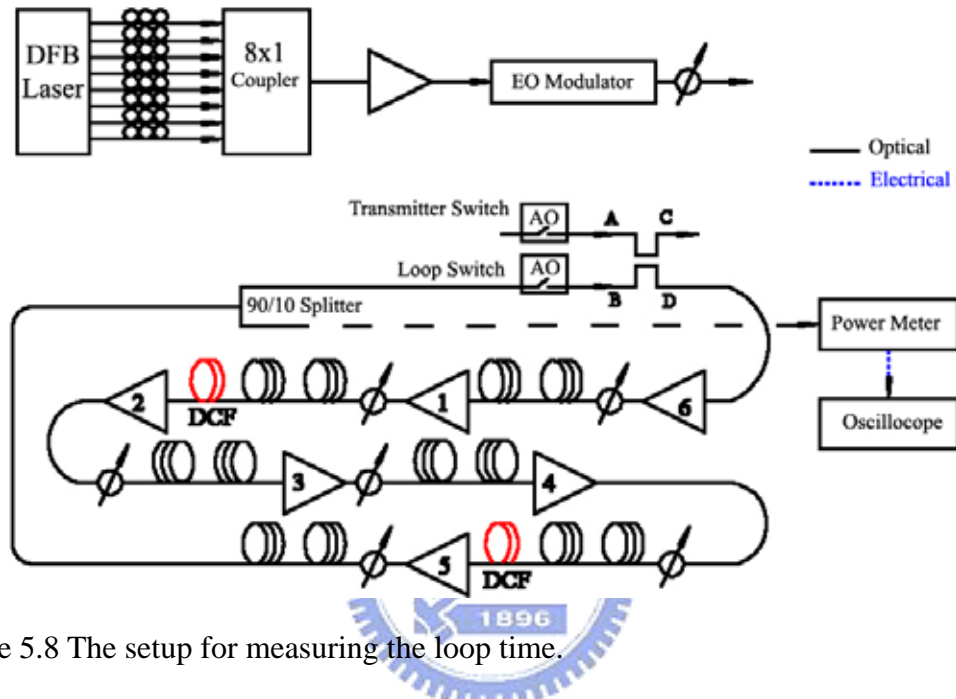 DFB
Laser
8x1
Coupler
EO Modulator
Optical
Electrical
Transmitter Switch
AO
A
C
Loop Switch
AO
B
D
90/10 Splitter
Power Meter
2
DCF
1
6
Oscillocope
3
4
5
DCF
1896
e 5.8 The setup for measuring the loop time.